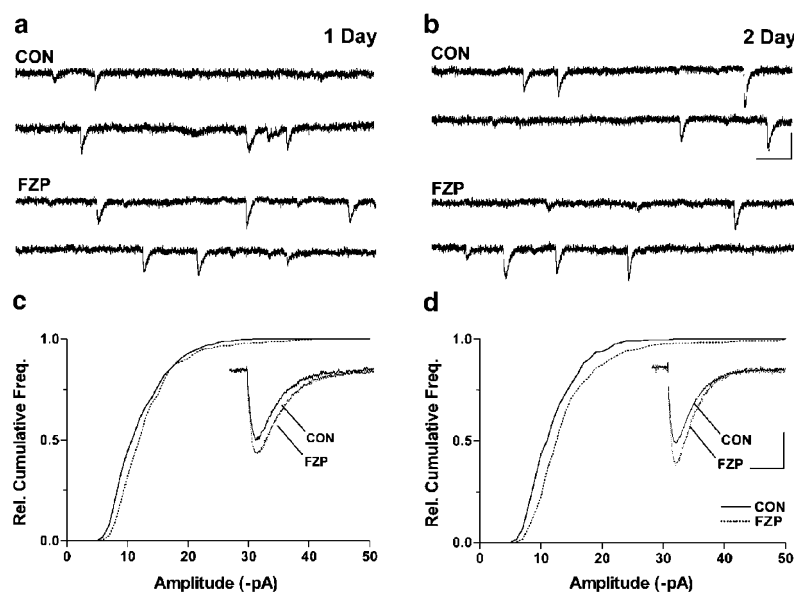 a
1 Day
CON
FZP
b
2 Day
CON
FZP
c
Rel. Cumulative Freq.
1.0
0.5
0.0
0
10
20
30
40
50
Amplitude (-pA)
CON
FZP
d
Rel. Cumulative Freq.
1.0
0.5
0.0
0
10
20
30
40
50
Amplitude (-pA)
CON
FZP
CON
FZP